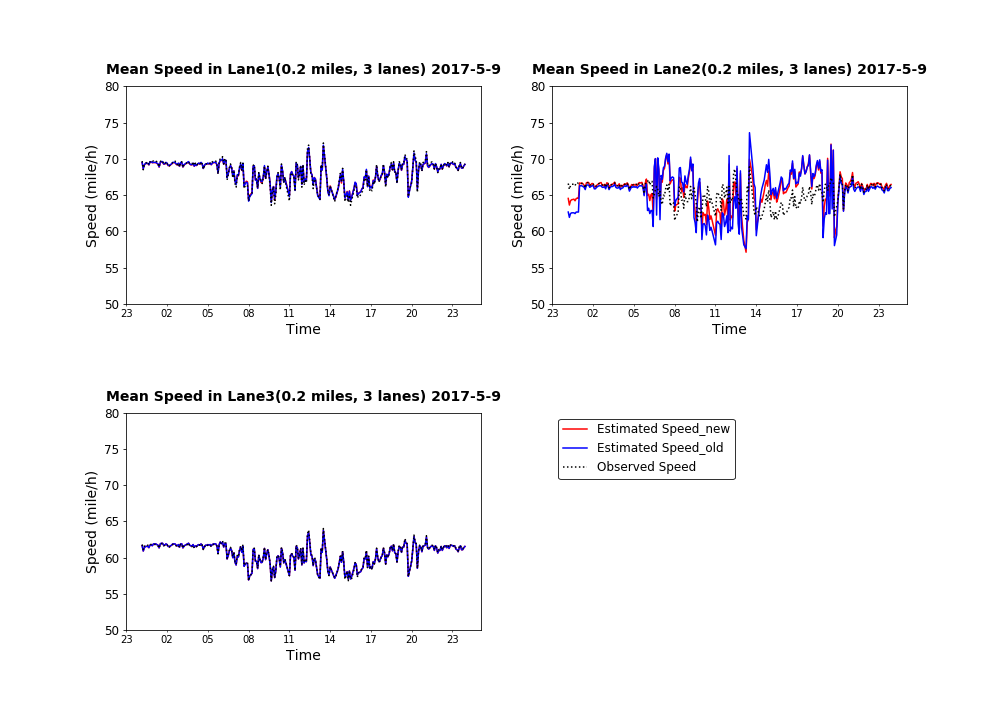 Mean Speed in Lane1(0.2 miles, 3 lanes) 2017-5-9
80
75
70
65
60
55
50
Speed (mile/h)
23 02 05 08 11 14 17 20 23
Time
Mean Speed in Lane2(0.2 miles, 3 lanes) 2017-5-9
80
75
70
65
60
55
50
Speed (mile/h)
23 02 05 08 11 14 17 20 23
Time
Mean Speed in Lane3(0.2 miles, 3 lanes) 2017-5-9
80
75
70
65
60
55
50
Speed (mile/h)
23 02 05 08 11 14 17 20 23
Time
Estimated Speed_new
Estimated Speed_old
Observed Speed